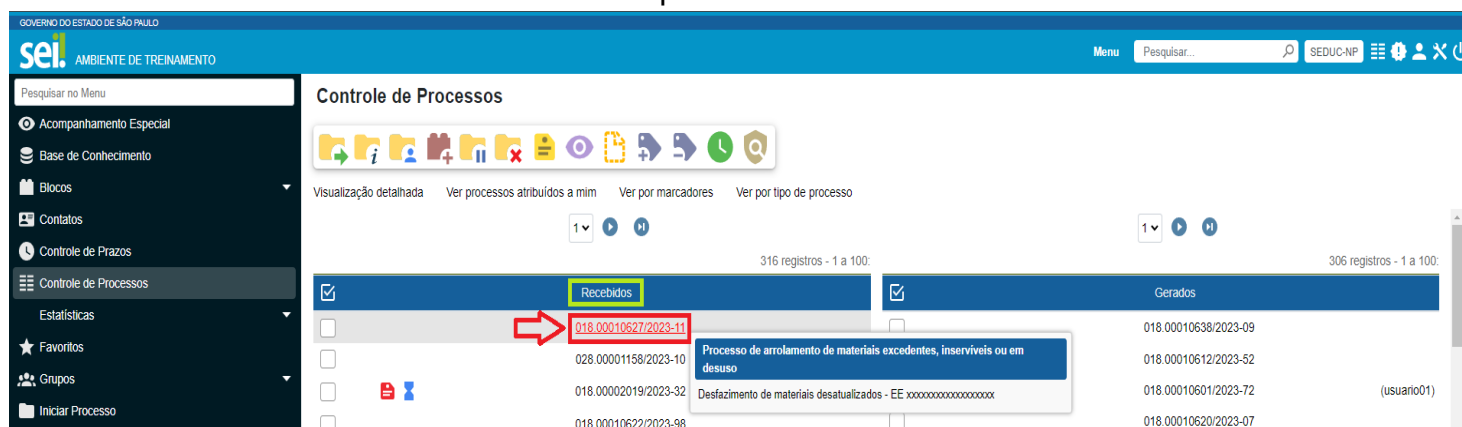 GOVERNO DO ESTADO DE SÃO PAULO
sei! AMBIENTE DE TREINAMENTO
Menu Pesquisar... SEDUC-NP
Pesquisar no Menu
Controle de Processos
Acompanhamento Especial
Base de Conhecimento
Blocos
Contatos
Controle de Prazos
Controle de Processos
Estatísticas
Favoritos
Grupos
Iniciar Processo
Visualização detalhada Ver processos atribuídos a mim Ver por marcadores Ver por tipo de processo
1
1
316 registros - 1 a 100:
306 registros - 1 a 100:
Recebidos
Gerados
018.00010627/2023-11
018.00010638/2023-09
028.00001158/2023-10
018.00010612/2023-52
018.00002019/2023-32
018.00010601/2023-72 (usuario01)
018.00010622/2023-98
018.00010620/2023-07
Processo de arrolamento de materiais excedentes, inservíveis ou em
desuso
Desfazimento de materiais desatualizados - EE xxxxxxxxxxxxxxxxxx